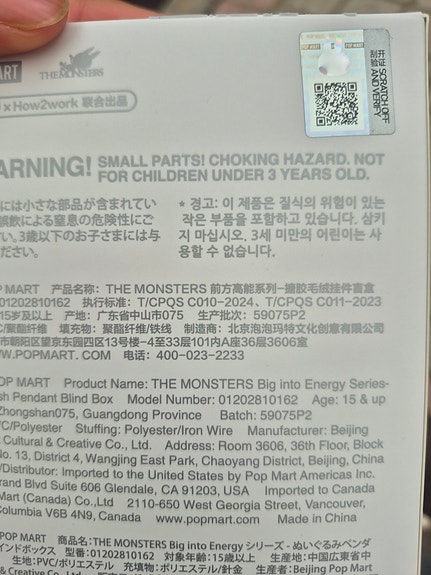 MART THE MONSTERS
x How2work 联合出品
POP MART
刮开验证 SCRATCH OFF AND VERIFY
ARNING! SMALL PARTS! CHOKING HAZARD. NOT
FOR CHILDREN UNDER 3 YEARS OLD.
には小さな部品が含まれてい
誤飲による窒息の危険性にご
い。3歳以下のお子さまには与
ださい。
* 경고: 이 제품은 질식의 위험이 있는
작은 부품을 포함하고 있습니다. 삼키
지 마십시오. 3세 미만의 어린이는 사
용할 수 없습니다.
P MART 产品名称: THE MONSTERS 前方高能系列-搪胶毛绒挂件盲盒
01202810162 执行标准: T/CPQS C010-2024、T/CPQS C011-2023
15岁及以上 产地: 广东省中山市075 生产批次: 59075P2
C/聚酯纤维 填充物: 聚酯纤维/铁线 制造商: 北京泡泡玛特文化创意有限公司
市朝阳区望京东园四区13号楼-4至33层101内A座36层3606室
W.POPMART.COM 电话: 400-023-2233
OP MART Product Name: THE MONSTERS Big into Energy Series-
sh Pendant Blind Box Model Number: 01202810162 Age: 15 & up
Zhongshan075, Guangdong Province Batch: 59075P2
C/Polyester Stuffing: Polyester/Iron Wire Manufacturer: Beijing
Cultural & Creative Co., Ltd. Address: Room 3606, 36th Floor, Block
No. 13, District 4, Wangjing East Park, Chaoyang District, Beijing, China
/Distributor: Imported to the United States by Pop Mart Americas Inc.
rand Blvd Suite 606 Glendale, CA 91203, USA Imported to Canada
Mart (Canada) Co.,Ltd 2110-650 West Georgia Street, Vancouver,
Columbia V6B 4N9, Canada www.popmart.com Made in China
OP MART 商品名: THE MONSTERS Big into Energy シリーズ - ぬいぐるみペンダ
インドボックス 型番: 01202810162 対象年齢: 15歳以上 生産地: 中国広東省中
生地: PVC/ポリエステル 充填物: ポリエステル/針金 生産者: Beijing Pop Mart
& Creative Co., Ltd.